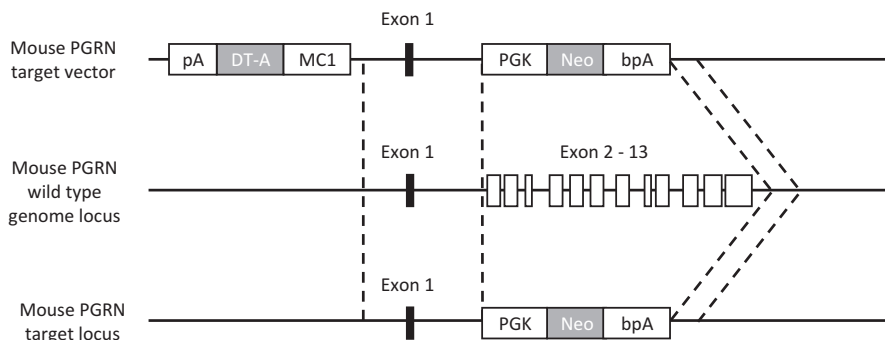 Exon 1
Mouse PGRN
target vector
pA DT-A MC1
PGK Neo bpA
Exon 1
Exon 2 - 13
Mouse PGRN
wild type
genome locus
Exon 1
Mouse PGRN
target locus
PGK Neo bpA